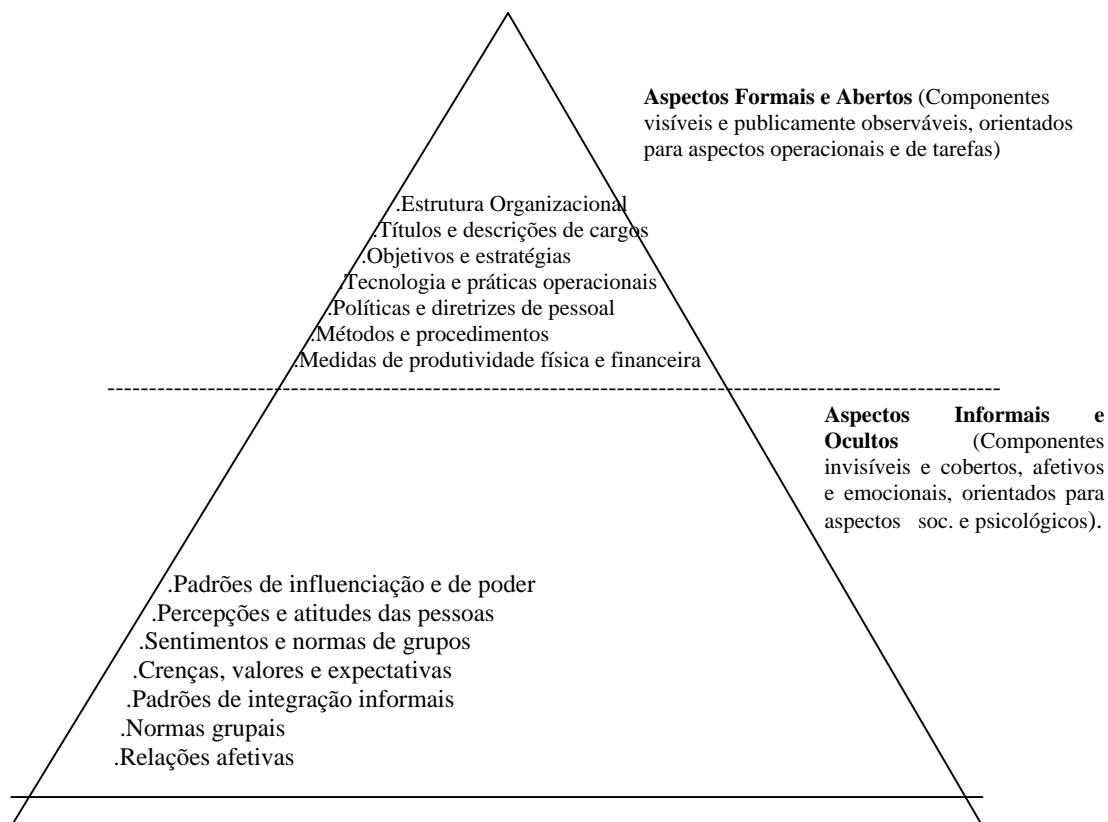 Aspectos Formais e Abertos (Componentes
visíveis e publicamente observáveis, orientados
para aspectos operacionais e de tarefas)
.Estrutura Organizacional
.Títulos e descrições de cargos
.Objetivos e estratégias
.Tecnologia e práticas operacionais
.Políticas e diretrizes de pessoal
.Métodos e procedimentos
.Medidas de produtividade física e financeira
Aspectos Informais e
Ocultos (Componentes
invisíveis e cobertos, afetivos
e emocionais, orientados para
aspectos soc. e psicológicos).
.Padrões de influenciação e de poder
.Percepções e atitudes das pessoas
.Sentimentos e normas de grupos
.Crenças, valores e expectativas
.Padrões de integração informais
.Normas grupais
.Relações afetivas